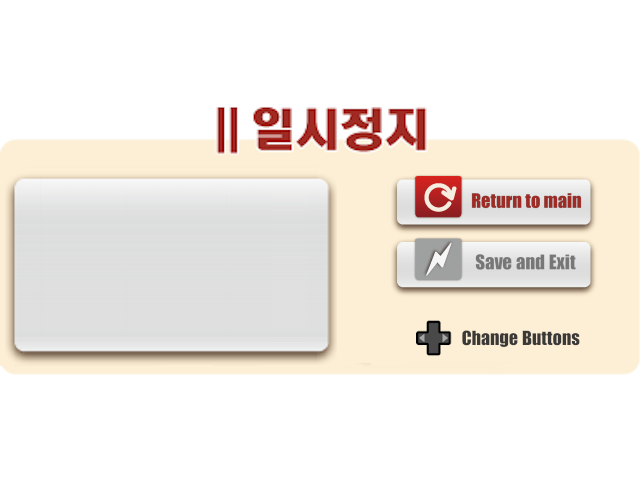 || 일시정지
Return to main
Save and Exit
Change Buttons